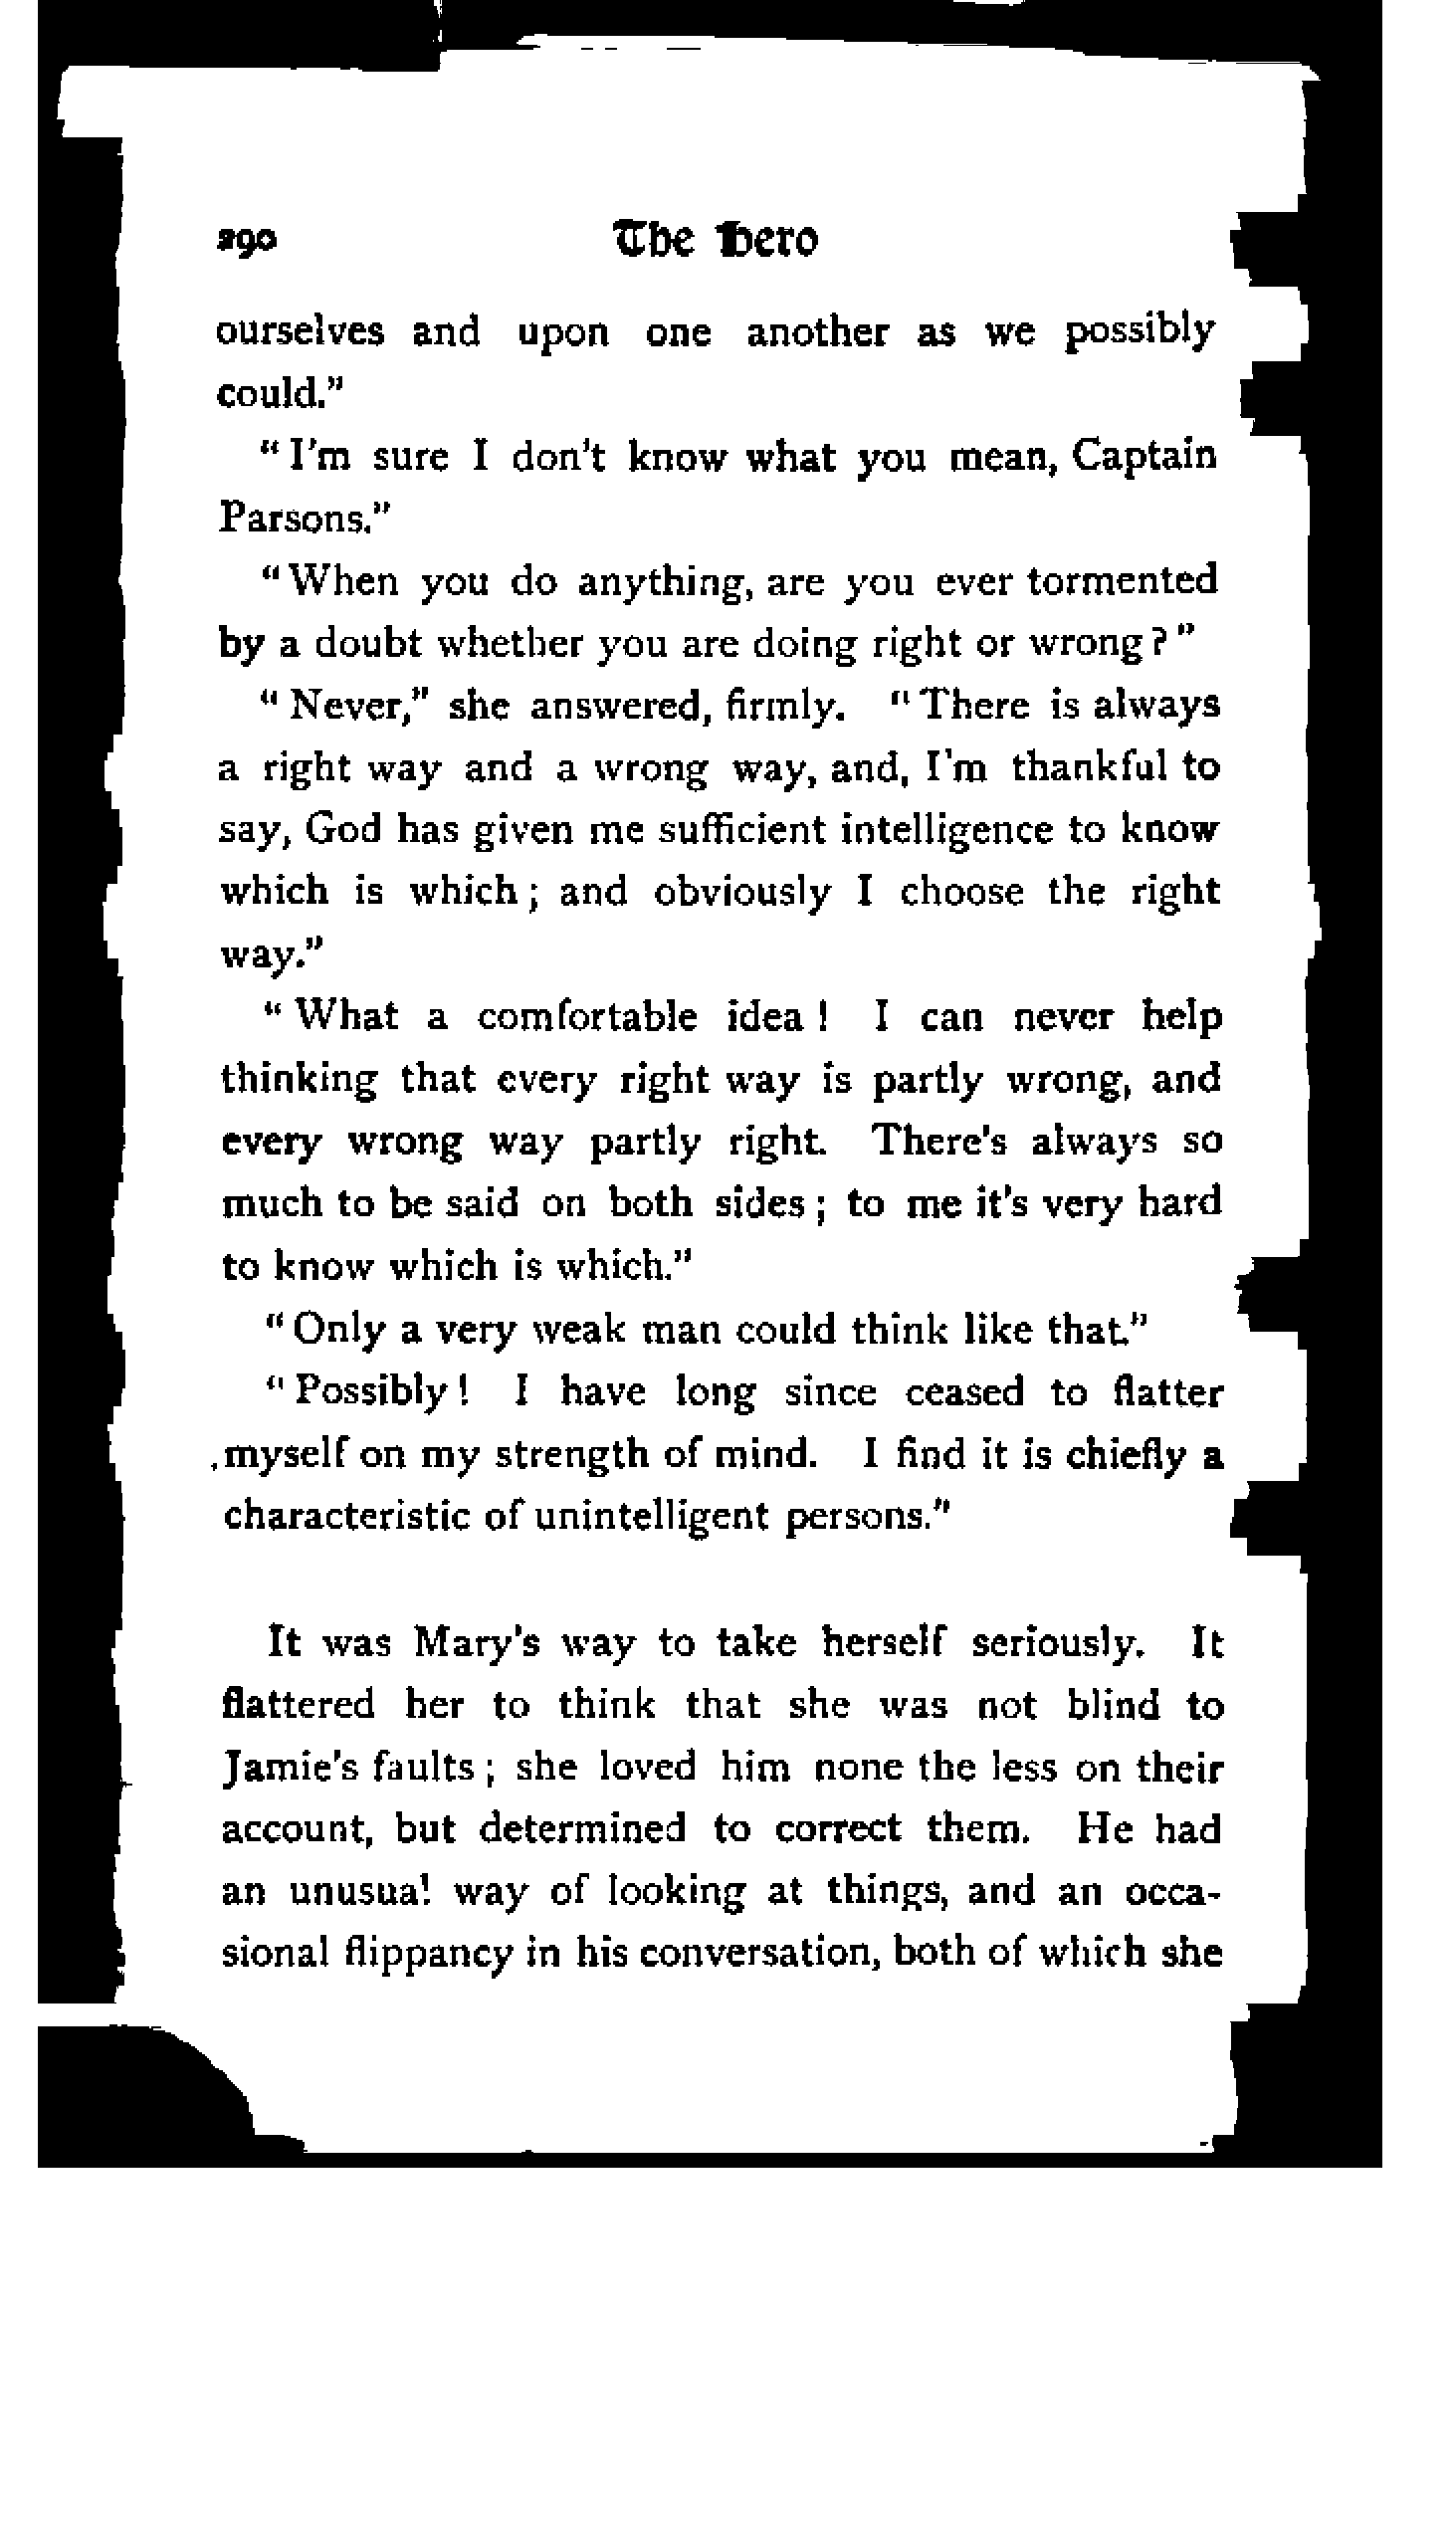 290 The Hero
ourselves and upon one another as we possibly
could.”
“I'm sure I don't know what you mean, Captain
Parsons.”
“When you do anything, are you ever tormented
by a doubt whether you are doing right or wrong?”
“Never,” she answered, firmly. “There is always
a right way and a wrong way, and, I'm thankful to
say, God has given me sufficient intelligence to know
which is which; and obviously I choose the right
way.”
“What a comfortable idea! I can never help
thinking that every right way is partly wrong, and
every wrong way partly right. There's always so
much to be said on both sides; to me it's very hard
to know which is which.”
“Only a very weak man could think like that.”
“Possibly! I have long since ceased to flatter
myself on my strength of mind. I find it is chiefly a
characteristic of unintelligent persons.”
It was Mary's way to take herself seriously. It
flattered her to think that she was not blind to
Jamie's faults; she loved him none the less on their
account, but determined to correct them. He had
an unusual way of looking at things, and an occa-
sional flippancy in his conversation, both of which she